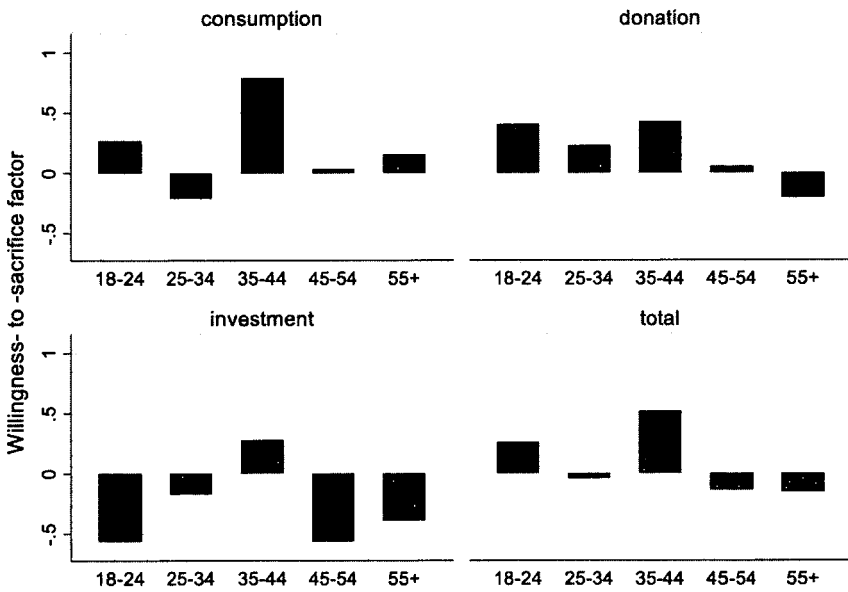 consumption
donation
Willingness- to -sacrifice factor
1
.5
0
-.5
18-24 25-34 35-44 45-54 55+
18-24 25-34 35-44 45-54 55+
investment
total
1
.5
0
-.5
18-24 25-34 35-44 45-54 55+
18-24 25-34 35-44 45-54 55+